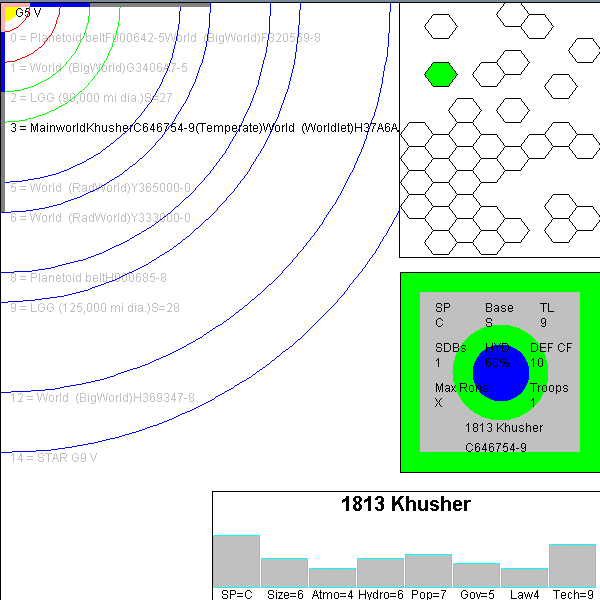 G5 V
0 = Planetoid beltF000642-5World (BigWorld)F320559-8
1 = World (BigWorld)G3406A7-5
2 = LGG (90,000 mi dia.)S=27
3 = MainworldKhusherC646754-9(Temperate)World (Worldlet)H37A6A
5 = World (RadWorld)Y365000-0
6 = World (RadWorld)Y333000-0
8 = Planetoid beltH000685-8
9 = LGG (125,000 mi dia.)S=28
12 = World (BigWorld)H369347-8
14 = STAR G9 V
SP Base TL
C S 9
SDBs HYD DEF CF
1 60% 10
Max Troops
X 1
1813 Khusher
C646754-9
1813 Khusher
SP=C Size=6 Atmo=4 Hydro=6 Pop=7 Gov=5 Law4 Tech=9